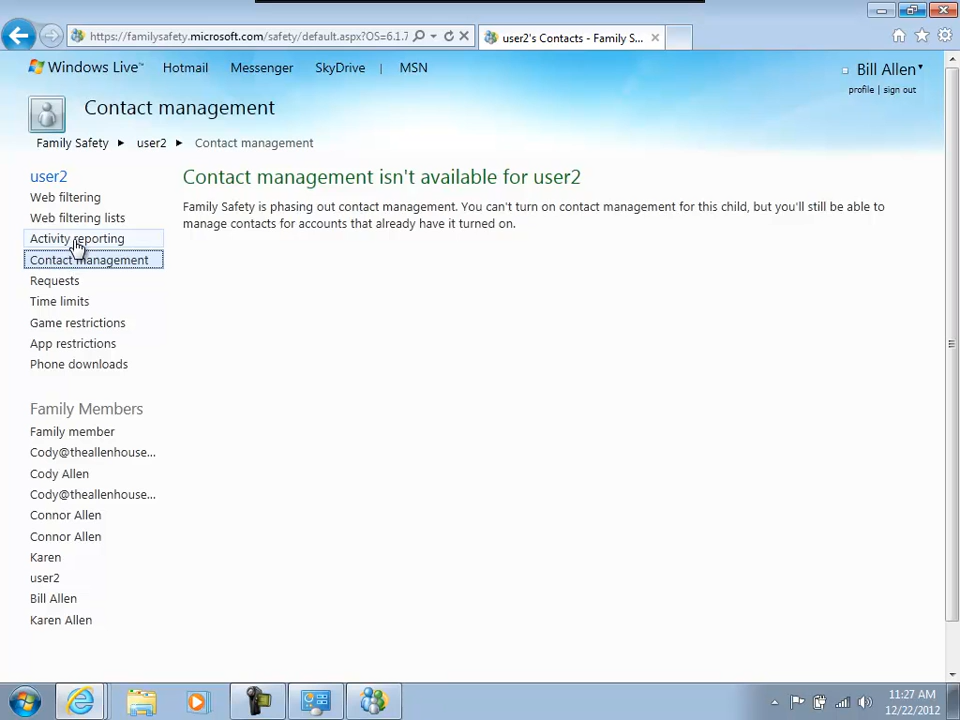 https://familysafety.microsoft.com/safety/default.aspx?OS=6.1.7
user2's Contacts - Family S...
Windows Live™ Hotmail Messenger SkyDrive | MSN
Bill Allen
profile | sign out
Contact management
Family Safety ▶ user2 ▶ Contact management
user2
Web filtering
Web filtering lists
Activity reporting
Contact management
Requests
Time limits
Game restrictions
App restrictions
Phone downloads
Contact management isn't available for user2
Family Safety is phasing out contact management. You can't turn on contact management for this child, but you'll still be able to
manage contacts for accounts that already have it turned on.
Family Members
Family member
Cody@theallenhouse...
Cody Allen
Cody@theallenhouse...
Connor Allen
Connor Allen
Karen
user2
Bill Allen
Karen Allen
11:27 AM
12/22/2012